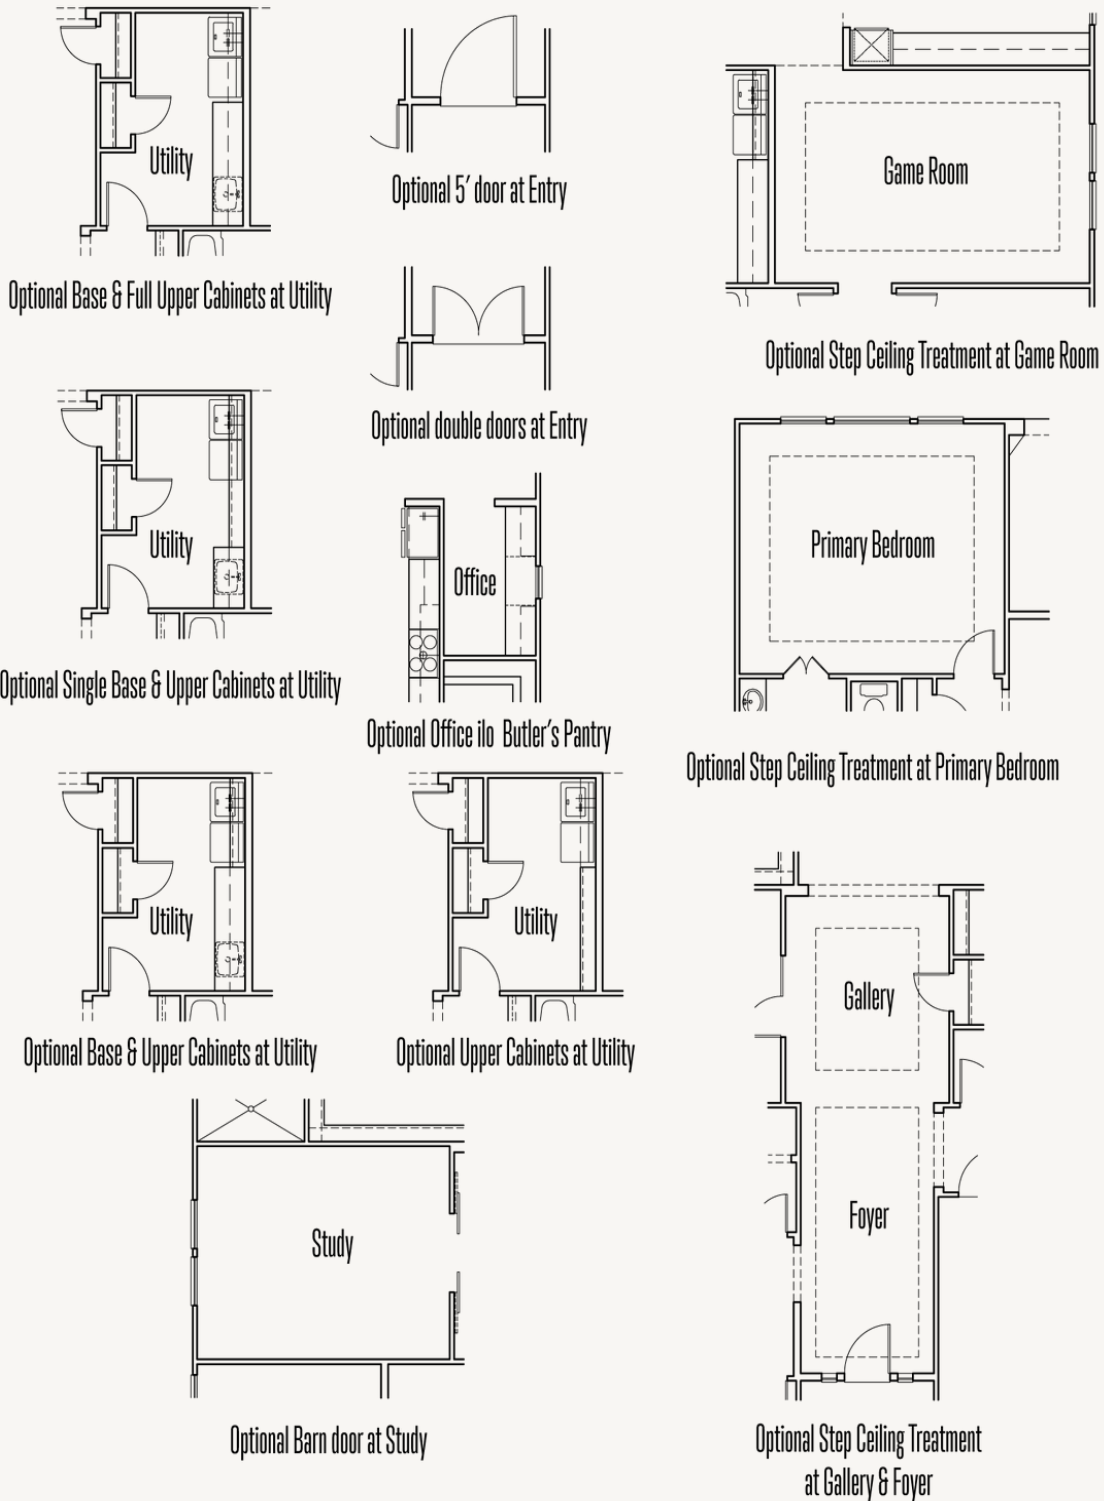 Utility
Optional Base & Full Upper Cabinets at Utility
Optional 5' door at Entry
Optional double doors at Entry
Game Room
Optional Step Ceiling Treatment at Game Room
Utility
Optional Single Base & Upper Cabinets at Utility
Office
Optional Office ilo Butler's Pantry
Primary Bedroom
Optional Step Ceiling Treatment at Primary Bedroom
Utility
Optional Base & Upper Cabinets at Utility
Utility
Optional Upper Cabinets at Utility
Study
Optional Barn door at Study
Gallery
Foyer
Optional Step Ceiling Treatment
at Gallery & Foyer